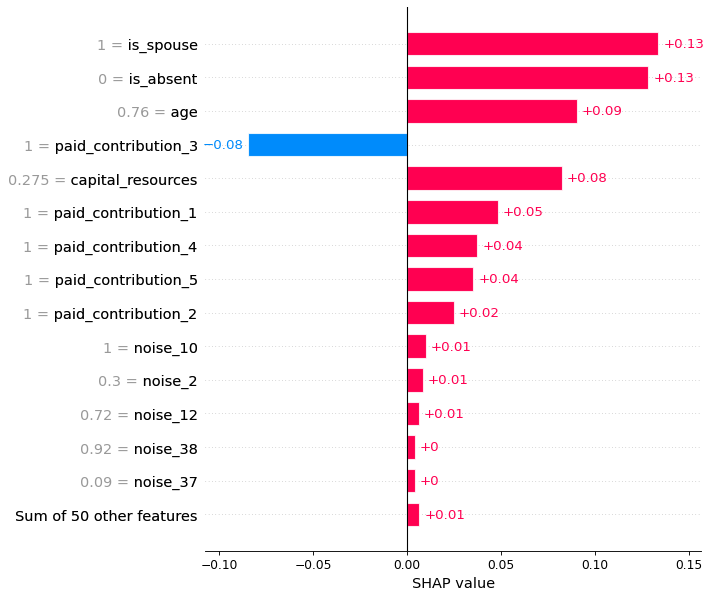 1 = is_spouse +0.13
0 = is_absent +0.13
0.76 = age +0.09
1 = paid_contribution_3 −0.08
0.275 = capital_resources +0.08
1 = paid_contribution_1 +0.05
1 = paid_contribution_4 +0.04
1 = paid_contribution_5 +0.04
1 = paid_contribution_2 +0.02
1 = noise_10 +0.01
0.3 = noise_2 +0.01
0.72 = noise_12 +0.01
0.92 = noise_38 +0
0.09 = noise_37 +0
Sum of 50 other features +0.01
−0.10 −0.05 0.00 0.05 0.10 0.15
SHAP value